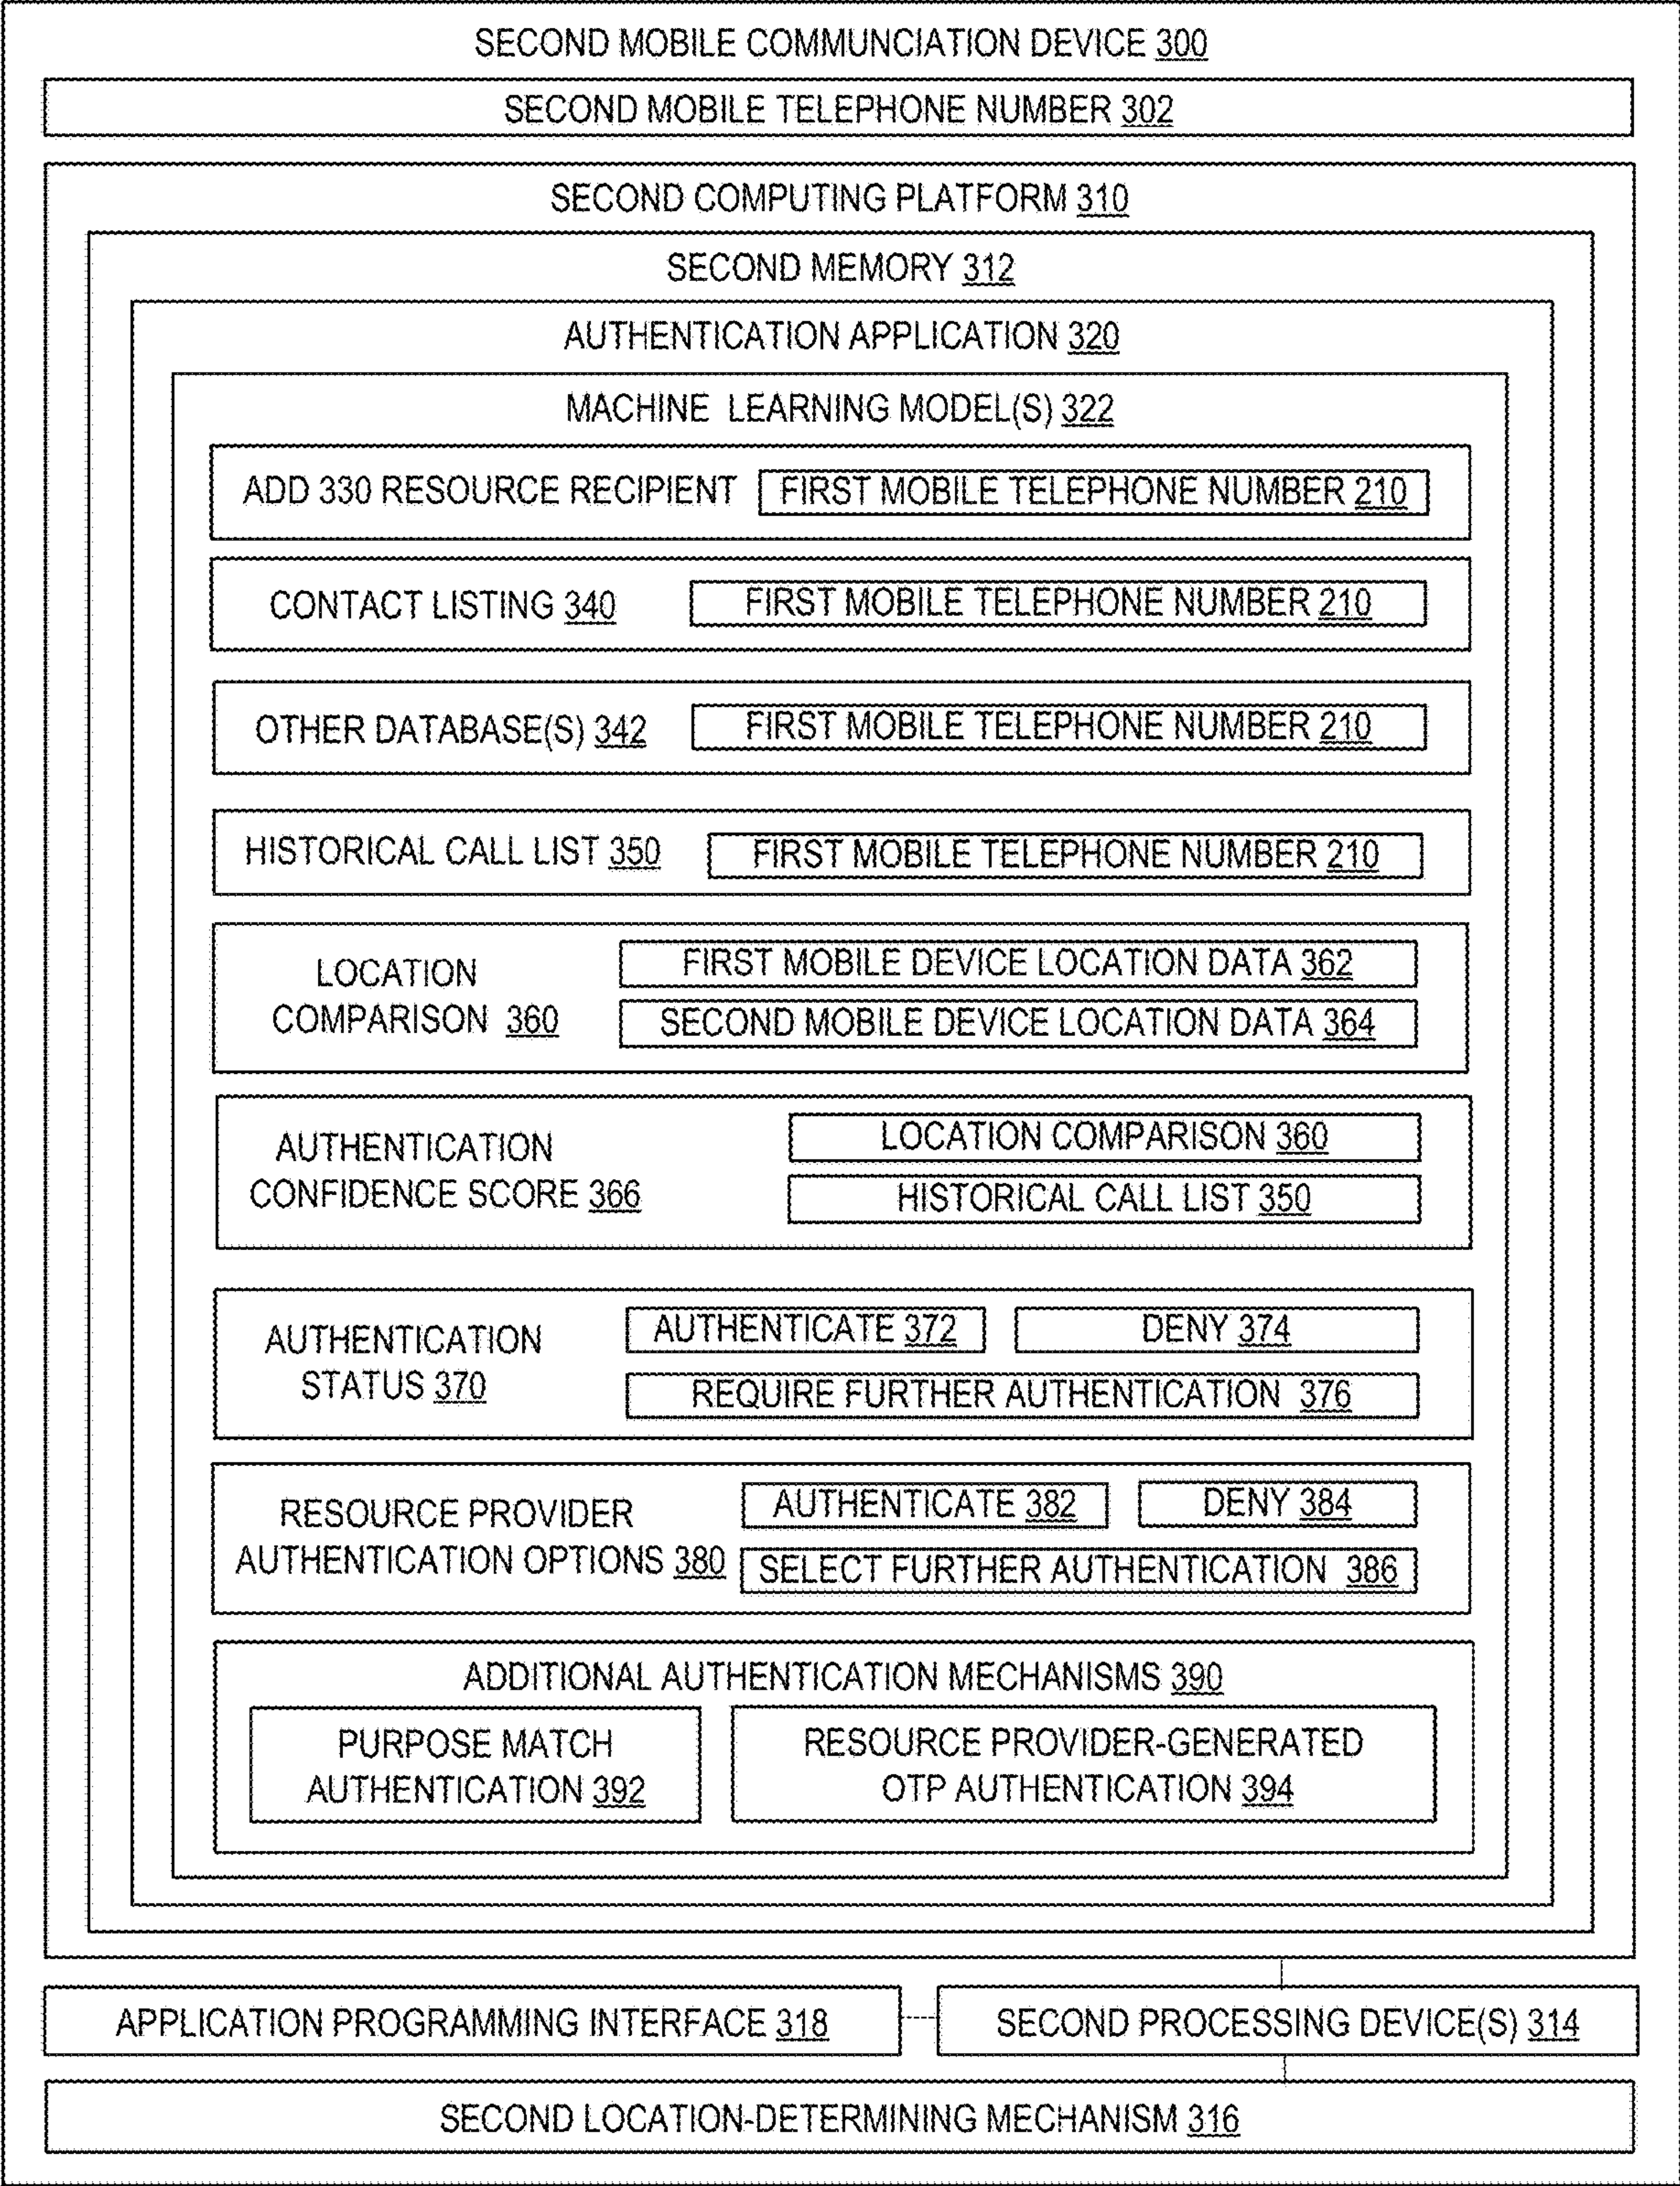 SECOND MOBILE COMMUNCIATION DEVICE 300
SECOND MOBILE TELEPHONE NUMBER 302
SECOND COMPUTING PLATFORM 310
SECOND MEMORY 312
AUTHENTICATION APPLICATION 320
MACHINE LEARNING MODEL(S) 322
ADD 330 RESOURCE RECIPIENT FIRST MOBILE TELEPHONE NUMBER 210
CONTACT LISTING 340 FIRST MOBILE TELEPHONE NUMBER 210
OTHER DATABASE(S) 342 FIRST MOBILE TELEPHONE NUMBER 210
HISTORICAL CALL LIST 350 FIRST MOBILE TELEPHONE NUMBER 210
LOCATION
COMPARISON 360
FIRST MOBILE DEVICE LOCATION DATA 362
SECOND MOBILE DEVICE LOCATION DATA 364
AUTHENTICATION
CONFIDENCE SCORE 366
LOCATION COMPARISON 360
HISTORICAL CALL LIST 350
AUTHENTICATION
STATUS 370
AUTHENTICATE 372 DENY 374
REQUIRE FURTHER AUTHENTICATION 376
RESOURCE PROVIDER
AUTHENTICATION OPTIONS 380
AUTHENTICATE 382 DENY 384
SELECT FURTHER AUTHENTICATION 386
ADDITIONAL AUTHENTICATION MECHANISMS 390
PURPOSE MATCH
AUTHENTICATION 392
RESOURCE PROVIDER-GENERATED
OTP AUTHENTICATION 394
APPLICATION PROGRAMMING INTERFACE 318
SECOND PROCESSING DEVICE(S) 314
SECOND LOCATION-DETERMINING MECHANISM 316